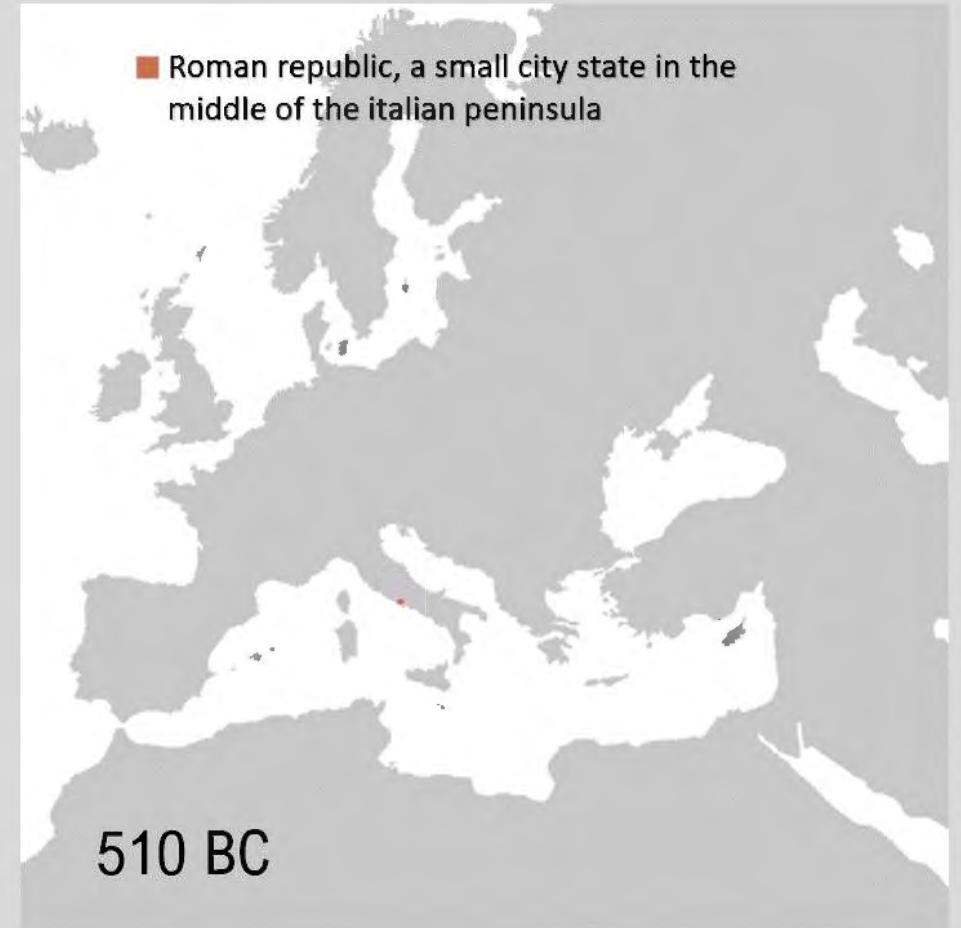 Roman republic, a small city state in the
middle of the italian peninsula
510 BC